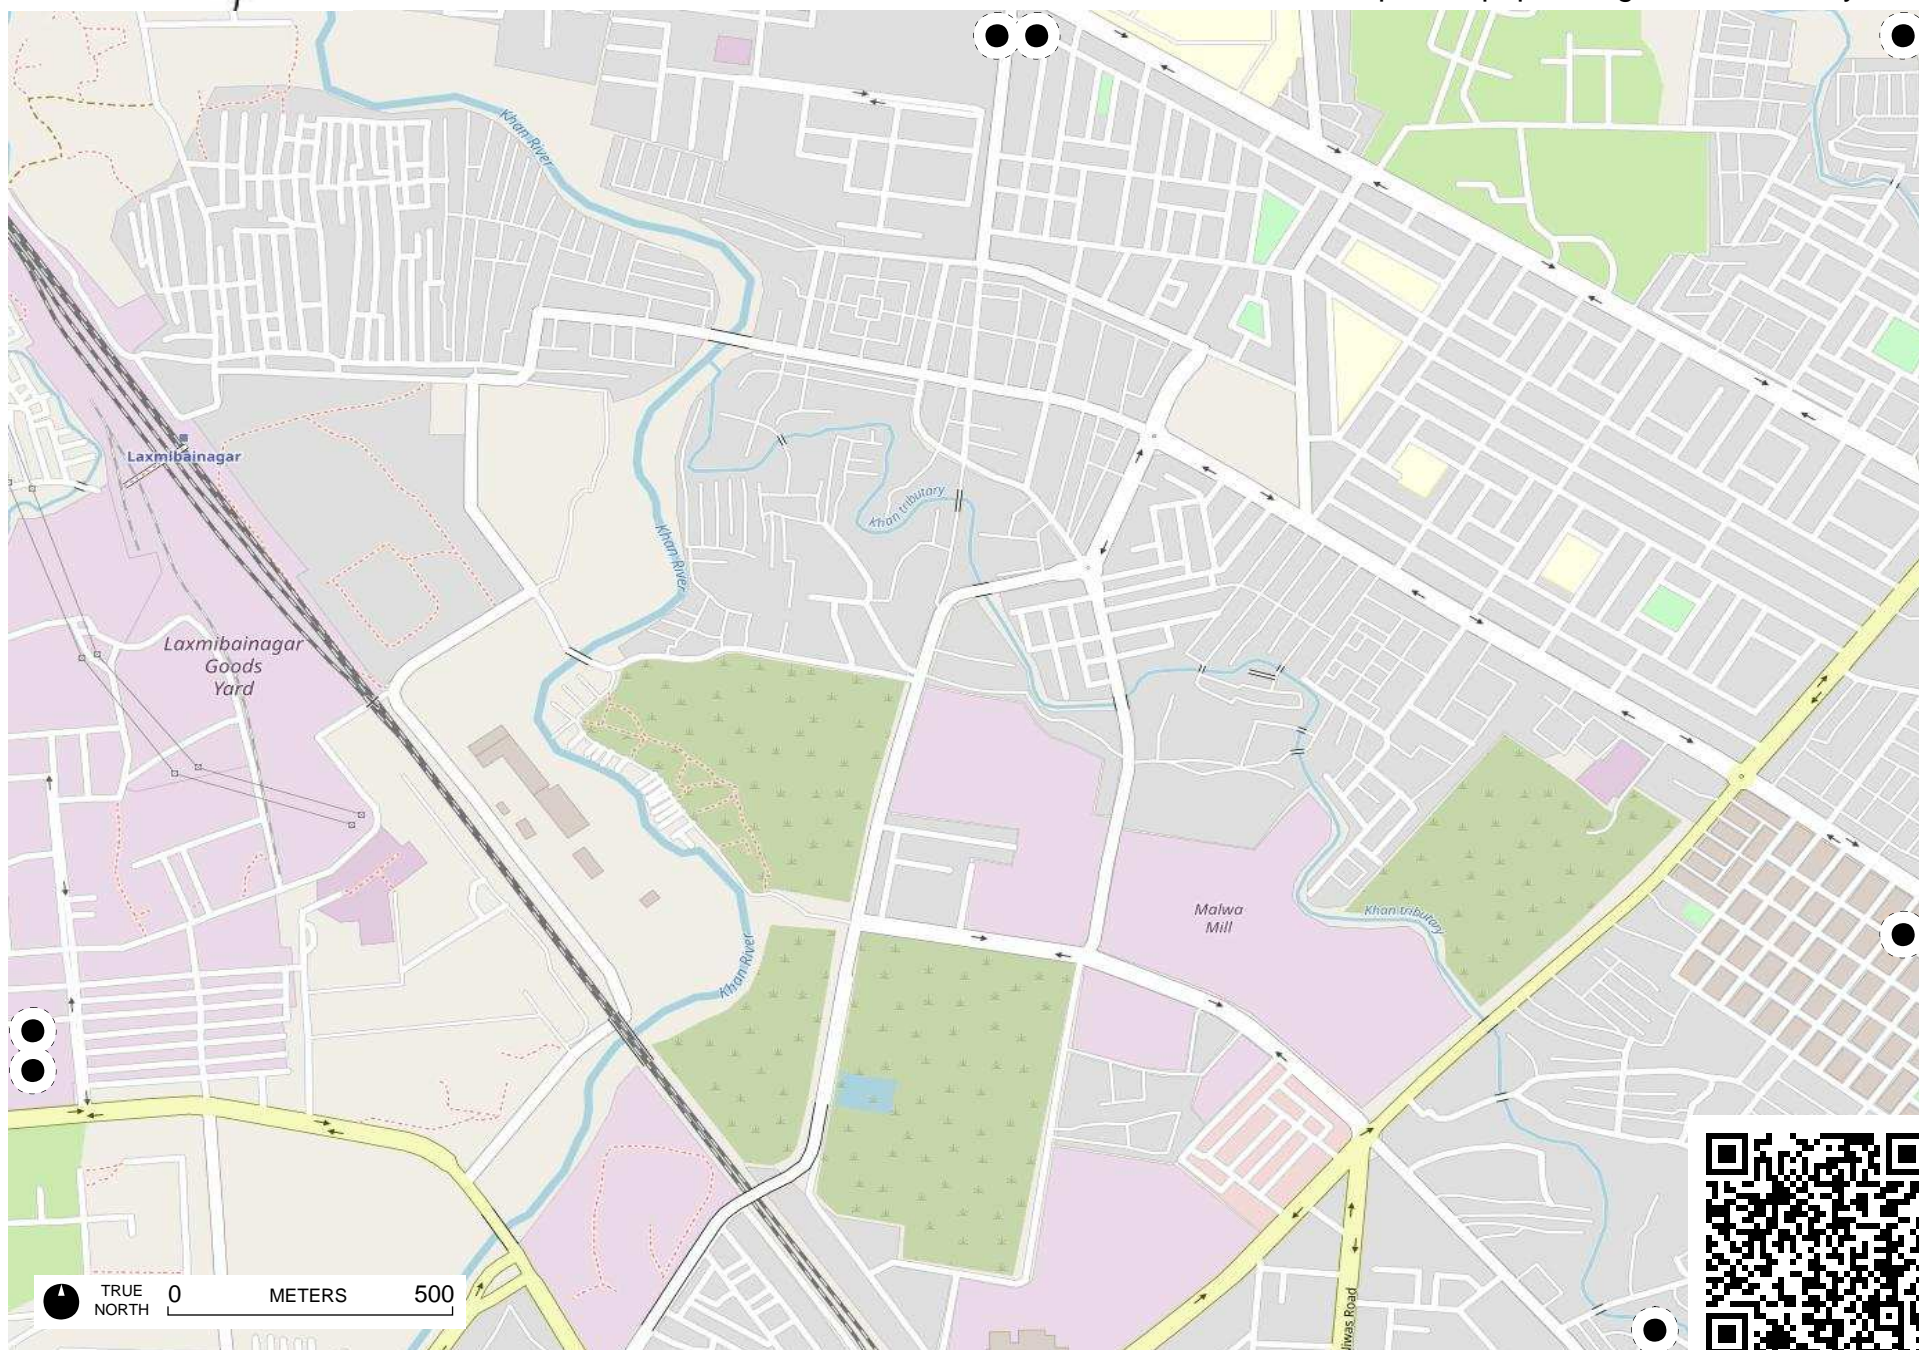 Khan River
Khan tributary
Khan River
Laxmibainagar
Laxmibainagar
Goods
Yard
Malwa
Mill
Khan tributary
Khan River
TRUE
NORTH
0 METERS 500